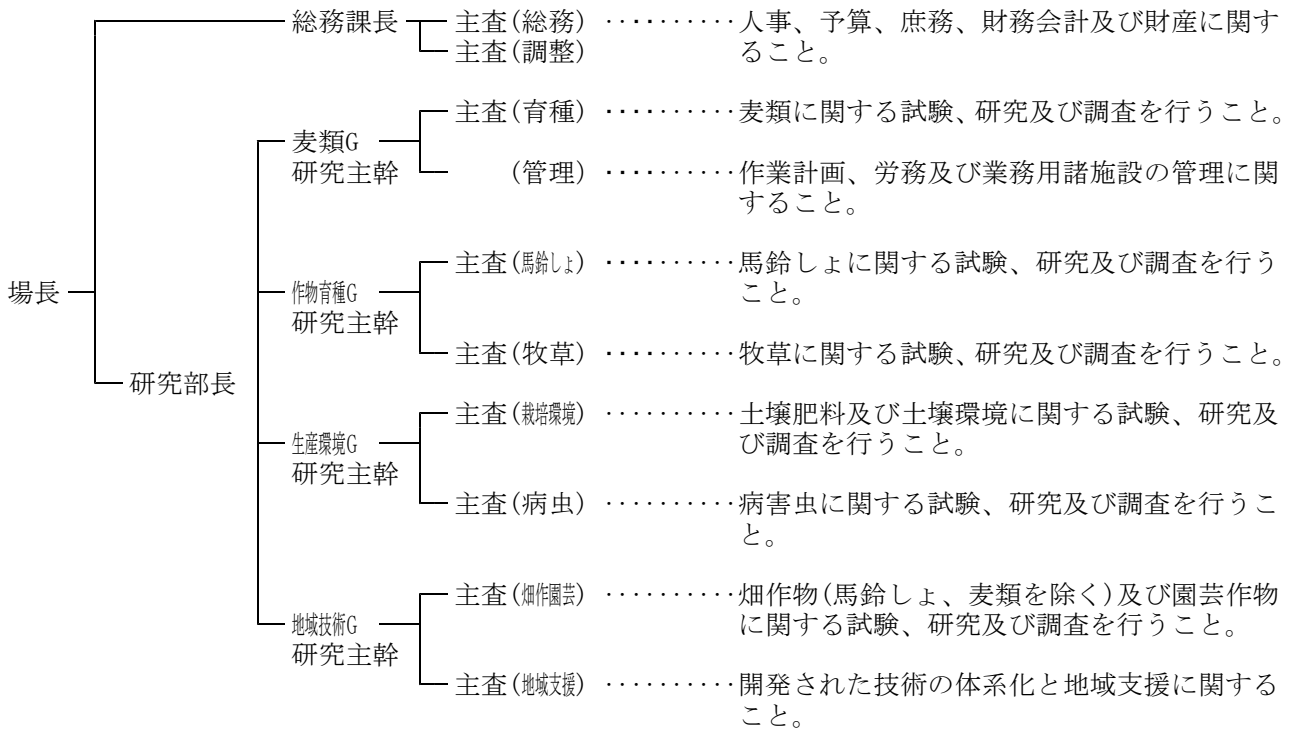 総務課長 主査(総務) ··········人事、予算、庶務、財務会計及び財産に関す
主査(調整) ること。
主査(育種) ··········麦類に関する試験、研究及び調査を行うこと。
麦類G
研究主幹 (管理) ··········作業計画、労務及び業務用諸施設の管理に関
すること。
主査(馬鈴しょ) ··········馬鈴しょに関する試験、研究及び調査を行う
場長 作物育種G こと。
研究主幹
主査(牧草) ··········牧草に関する試験、研究及び調査を行うこと。
研究部長
主査(栽培環境) ··········土壌肥料及び土壌環境に関する試験、研究及
生産環境G び調査を行うこと。
研究主幹
主査(病虫) ··········病害虫に関する試験、研究及び調査を行うこ
と。
主査(畑作園芸) ··········畑作物(馬鈴しょ、麦類を除く)及び園芸作物
地域技術G に関する試験、研究及び調査を行うこと。
研究主幹
主査(地域支援) ··········開発された技術の体系化と地域支援に関する
こと。